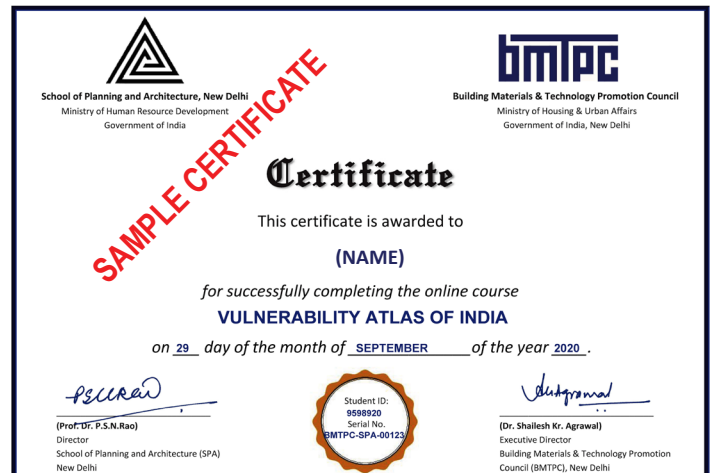 bmTPC
School of Planning and Architecture, New Delhi
Ministry of Human Resource Development
Government of India
Building Materials & Technology Promotion Council
Ministry of Housing & Urban Affairs
Government of India, New Delhi
SAMPLE CERTIFICATE
Certificate
This certificate is awarded to
(NAME)
for successfully completing the online course
VULNERABILITY ATLAS OF INDIA
on 29 day of the month of SEPTEMBER of the year 2020.
Student ID:
9598920
Serial No.
BMTPC-SPA-00123
(Prof. Dr. P.S.N.Rao)
Director
School of Planning and Architecture (SPA)
New Delhi
(Dr. Shailesh Kr. Agrawal)
Executive Director
Building Materials & Technology Promotion
Council (BMTPC), New Delhi